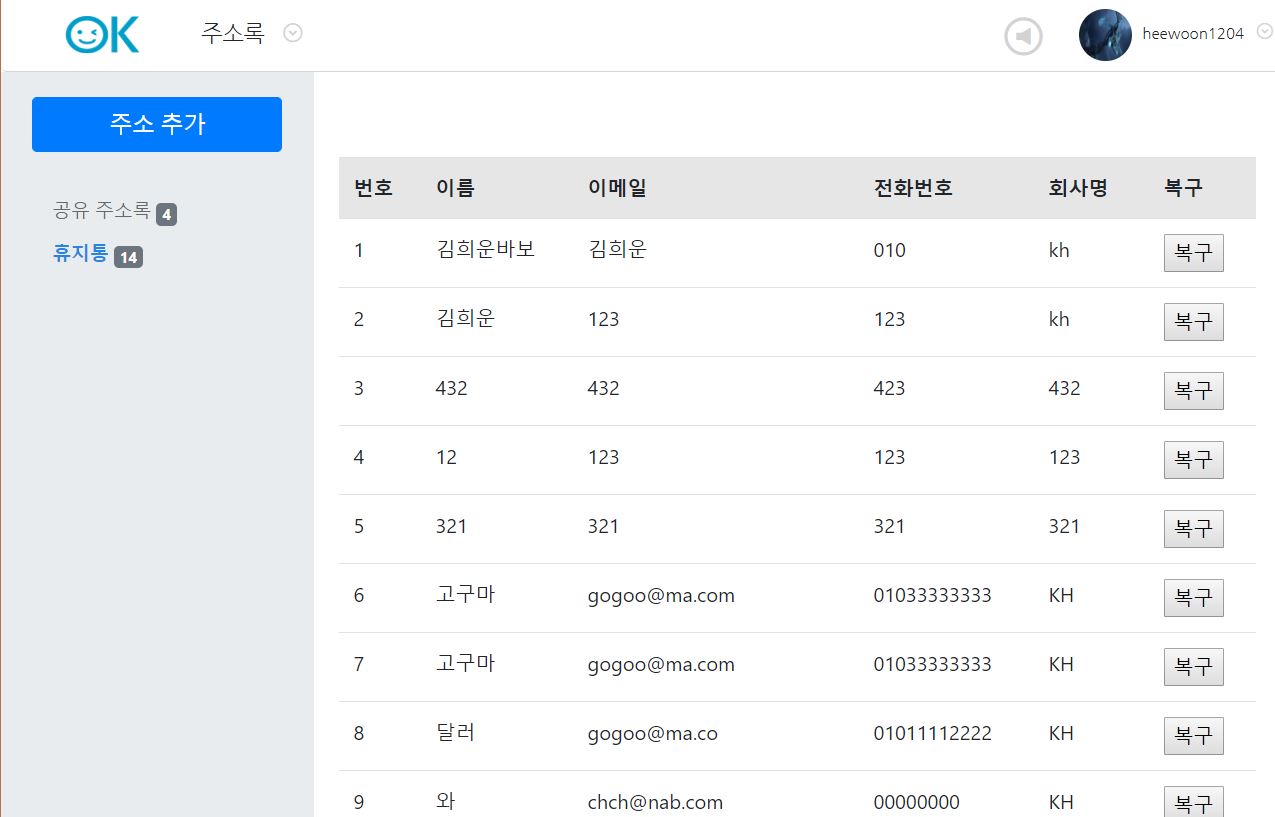 OK 주소록 heewoon1204
주소 추가
공유 주소록 4
휴지통 14
번호 이름 이메일 전화번호 회사명 복구
1 김희운바보 김희운 010 kh 복구
2 김희운 123 123 kh 복구
3 432 432 423 432 복구
4 12 123 123 123 복구
5 321 321 321 321 복구
6 고구마 gogoo@ma.com 01033333333 KH 복구
7 고구마 gogoo@ma.com 01033333333 KH 복구
8 달러 gogoo@ma.co 01011112222 KH 복구
9 와 chch@nab.com 00000000 KH 복구